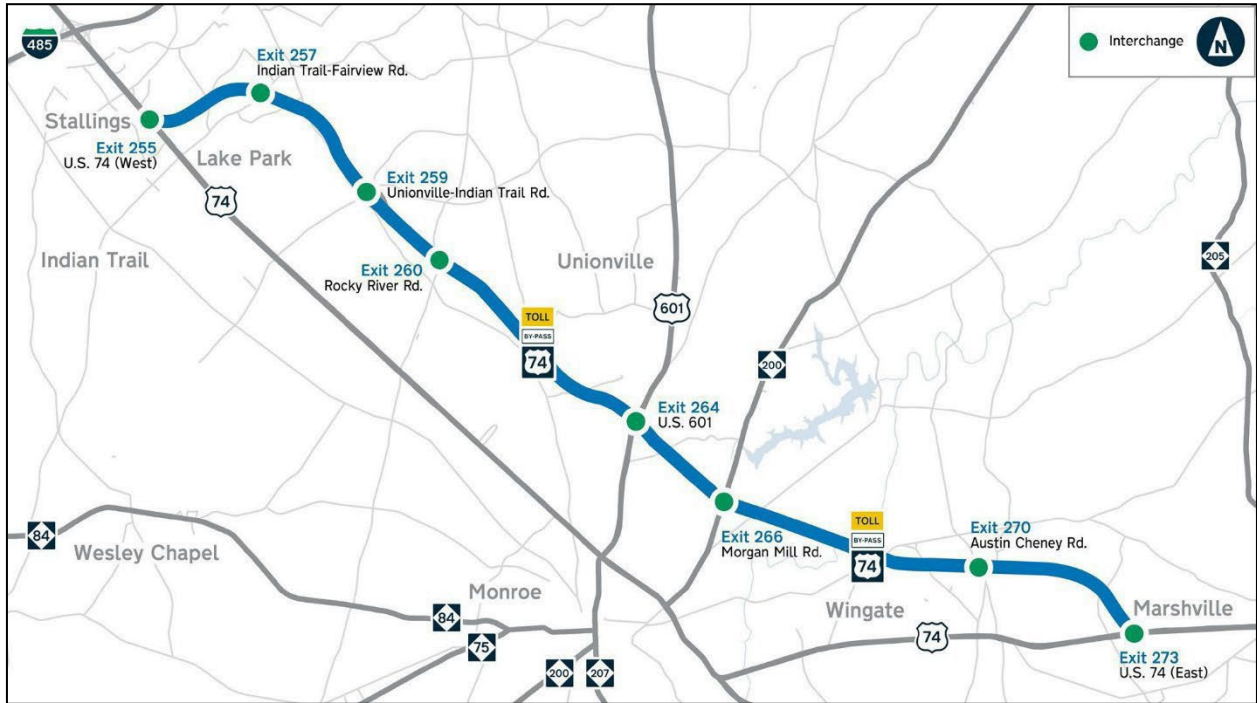 485
Interchange
N
Exit 257
Indian Trail-Fairview Rd.
Stallings
Exit 255
U.S. 74 (West)
Lake Park
Exit 259
Unionville-Indian Trail Rd.
74
205
Indian Trail
Unionville
Exit 260
Rocky River Rd.
601
TOLL
BY-PASS
74
200
Exit 264
U.S. 601
TOLL
BY-PASS
74
Exit 266
Morgan Mill Rd.
Exit 270
Austin Cheney Rd.
84
Wesley Chapel
Monroe
84
75
200
207
Wingate
74
Marshville
Exit 273
U.S. 74 (East)